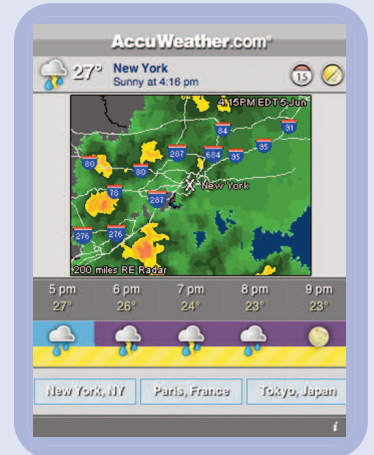 AccuWeather.com®
27° New York
Sunny at 4:16 pm
15
4:15PM EDT 5-Jun
84 91
80 287 684 95 95
80
78 287
New York
276 276
200 miles RE Radar
5 pm 6 pm 7 pm 8 pm 9 pm
27° 26° 24° 23° 23°
New York, NY Paris, France Tokyo, Japan
i